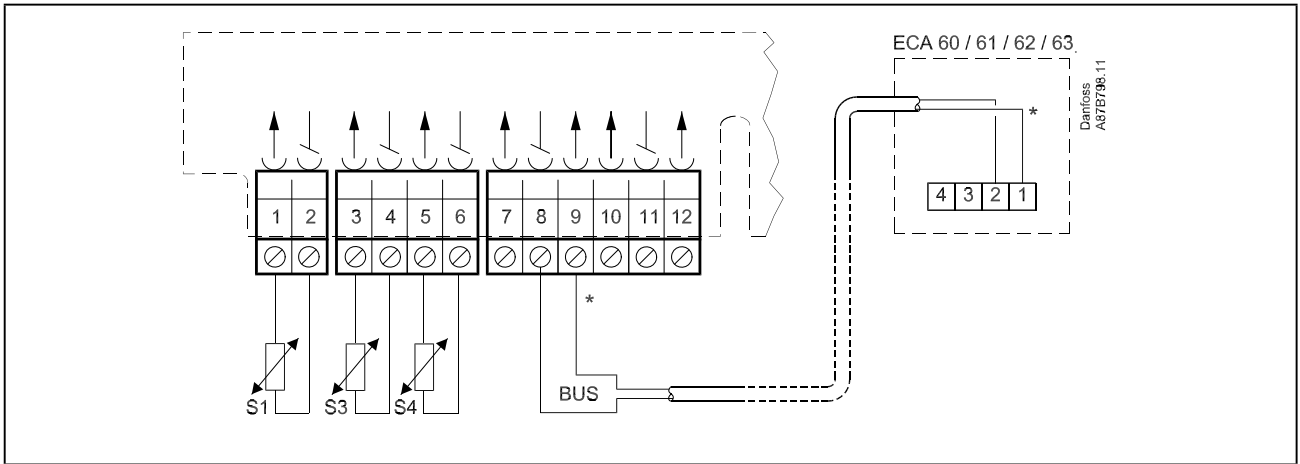 ECA 60 / 61 / 62 / 63
Danfoss
A87B798.11
*
4 3 2 1
1 2 3 4 5 6 7 8 9 10 11 12
*
BUS
S1 S3 S4